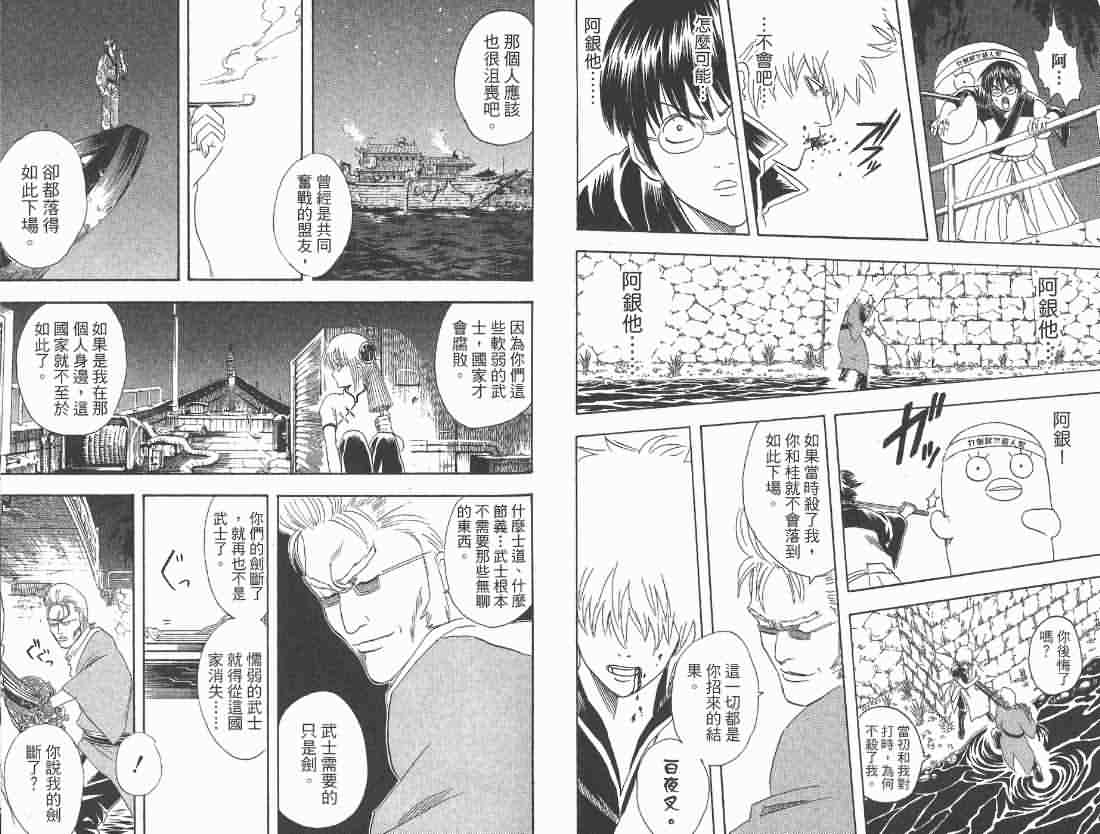 阿…
…不會吧…
怎麼可能…
阿銀他…
阿銀他…
阿銀他…
阿銀！
ガッ
你後悔了
嗎？
當初和我對
打時，為何
不殺了我。
如果當時殺了我，
你和桂就不會落到
如此下場。
這一切都是
你招來的結
果。
白夜叉。
那個人應該
也很沮喪吧。
曾經是共同
奮戰的盟友，
卻都落得
如此下場。
因為你們這
些軟弱的武
士，國家才
會腐敗。
如果是我在那
個人身邊，這
國家就不至於
如此了。
什麼士道、什麼
節義…武士根本
不需要那些無聊
的東西。
武士需要的
只是劍。
你們的劍斷了
，就再也不是
武士了。
懦弱的武士
就得從這國
家消失……
ぐっ
！
ぐっ
你說我的劍
斷了？